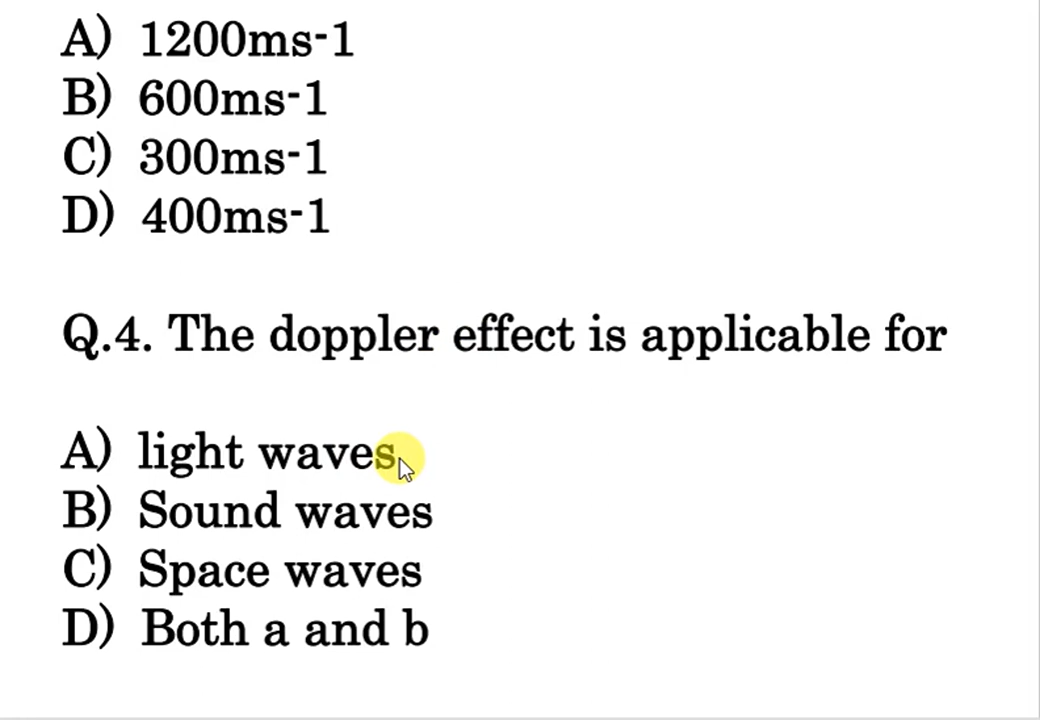 A) 1200ms-1
B) 600ms-1
C) 300ms-1
D) 400ms-1
Q.4. The doppler effect is applicable for
A) light waves
B) Sound waves
C) Space waves
D) Both a and b